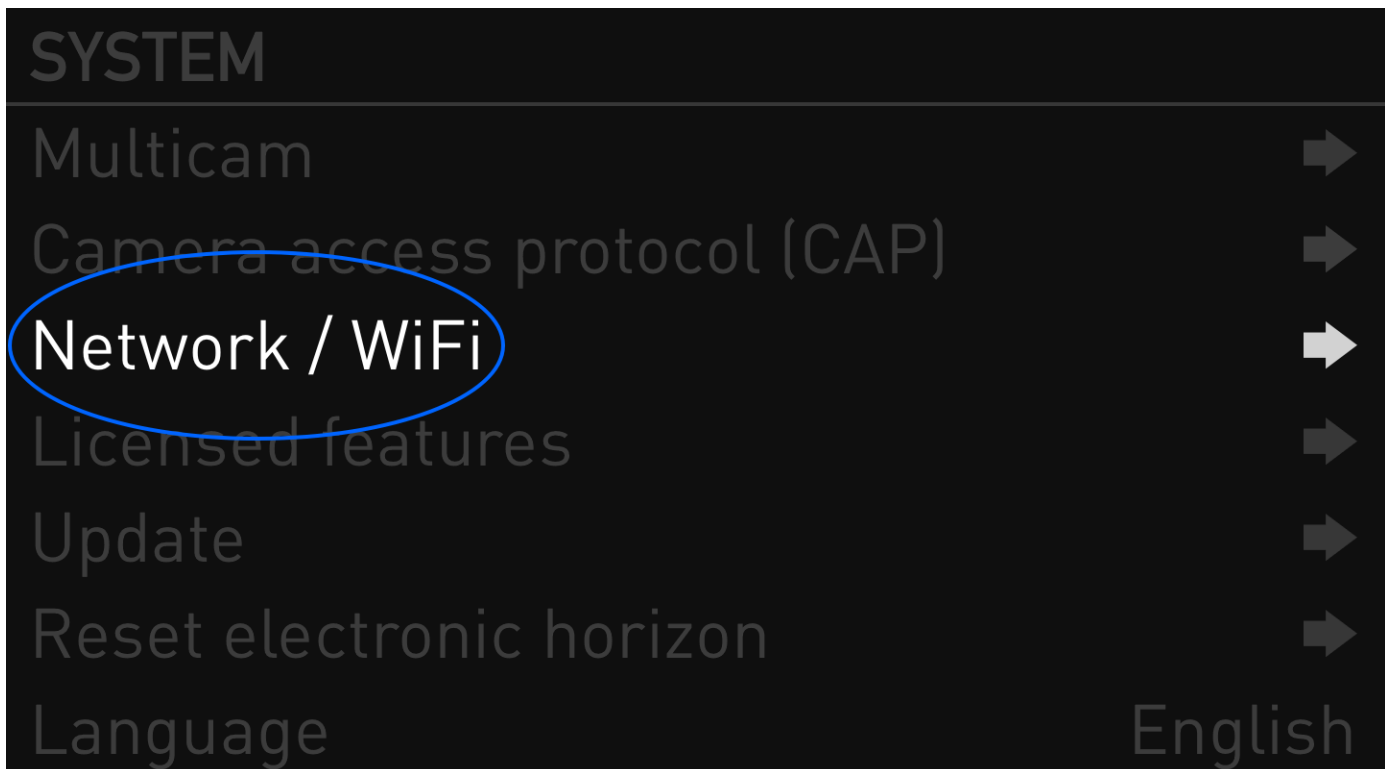 SYSTEM
Multicam
Camera access protocol (CAP)
Network / WiFi
Licensed features
Update
Reset electronic horizon
Language English